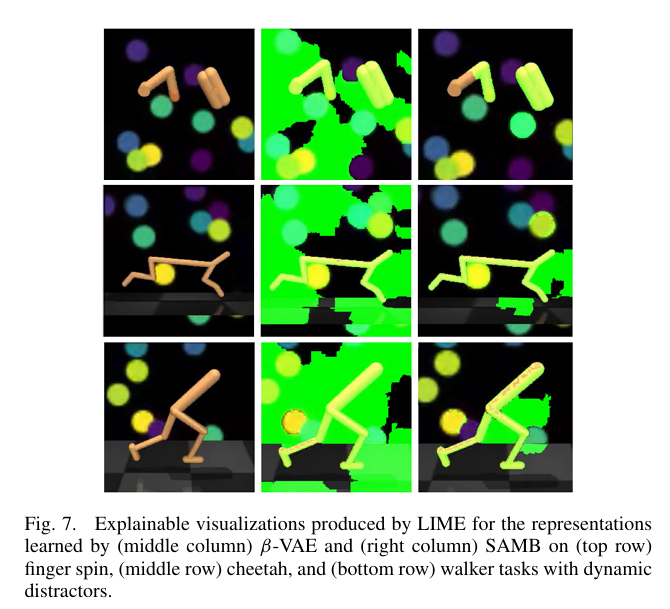 Fig. 7. Explainable visualizations produced by LIME for the representations
learned by (middle column) β-VAE and (right column) SAMB on (top row)
finger spin, (middle row) cheetah, and (bottom row) walker tasks with dynamic
distractors.